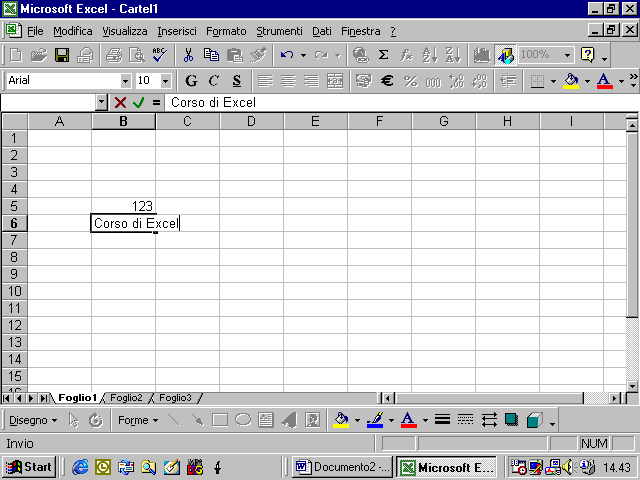 Microsoft Excel - Cartel1
File Modifica Visualizza Inserisci Formato Strumenti Dati Finestra ?
100%
Arial 10 G C S € % 000
= Corso di Excel
A B C D E F G H I
1
2
3
4
5 123
6 Corso di Excel
7
8
9
10
11
12
13
14
15
Foglio1 Foglio2 Foglio3
Disegno Forme
Invio NUM
Start Documento2 -... Microsoft E... 14.43